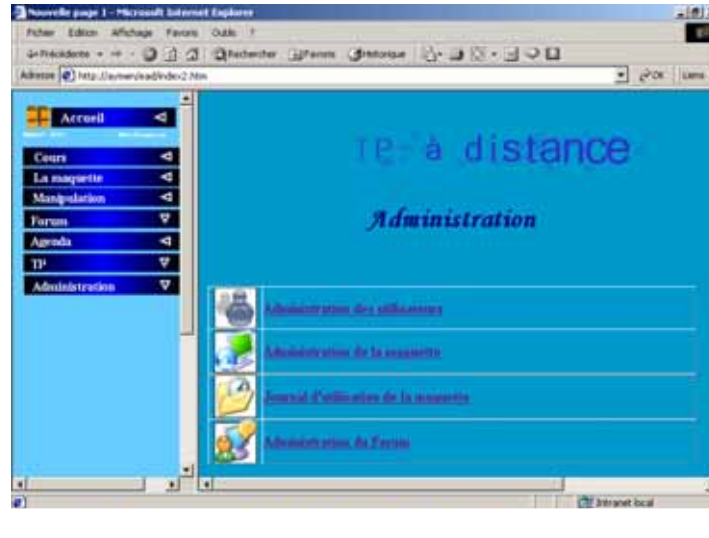 Nouvelle page 1 - Microsoft Internet Explorer
Fichier Edition Affichage Favoris Outils ?
Précédente Rechercher Favoris Historique
Adresse http://aymen/ead/index2.htm OK Liens
Accueil
Cours
La maquette
Manipulation
Forum
Agenda
TP
Administration
TP à distance
Administration
Administration des utilisateurs
Administration de la maquette
Journal d'utilisation de la maquette
Administration du Forum
Intranet local